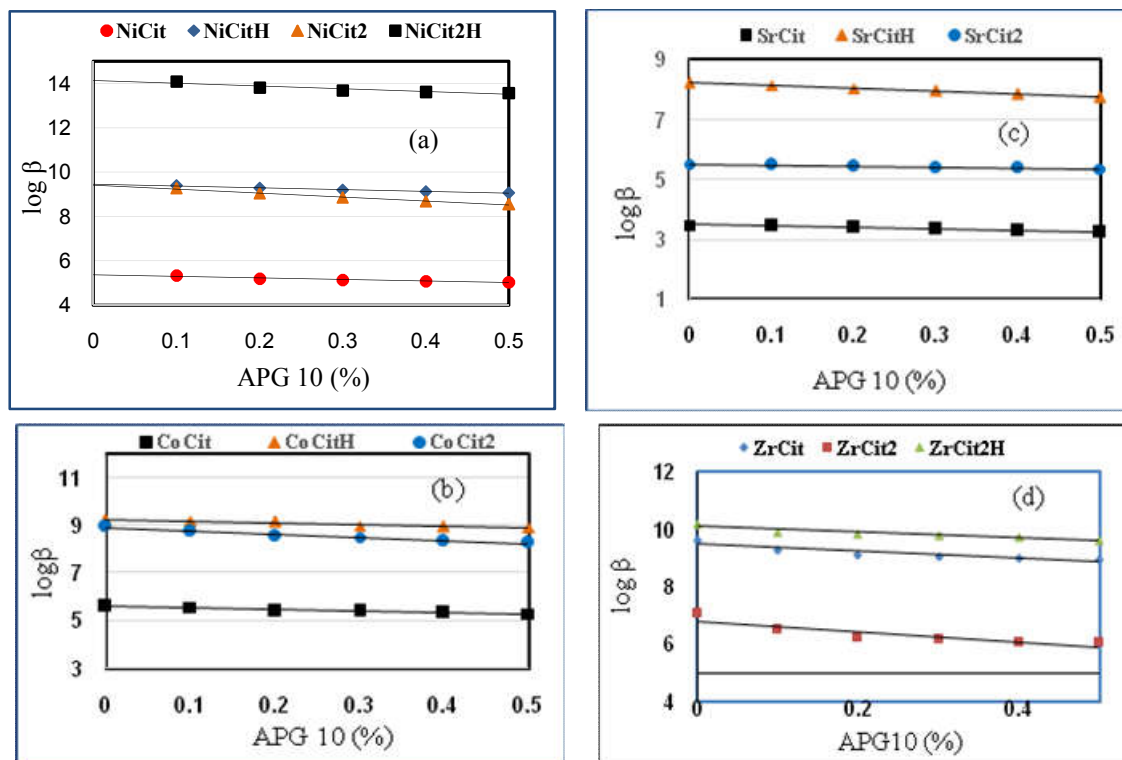 NiCit NiCitH NiCit2 NiCit2H
14
12
10
8
6
4
log β
(a)
0 0.1 0.2 0.3 0.4 0.5
APG 10 (%)
SrCit SrCitH SrCit2
9
7
5
3
1
log β
(c)
0 0.1 0.2 0.3 0.4 0.5
APG 10 (%)
Co Cit Co CitH Co Cit2
11
9
7
5
3
logβ
(b)
0 0.1 0.2 0.3 0.4 0.5
APG 10 (%)
ZrCit ZrCit2 ZrCit2H
12
10
8
6
4
log β
(d)
0 0.2 0.4
APG10 (%)